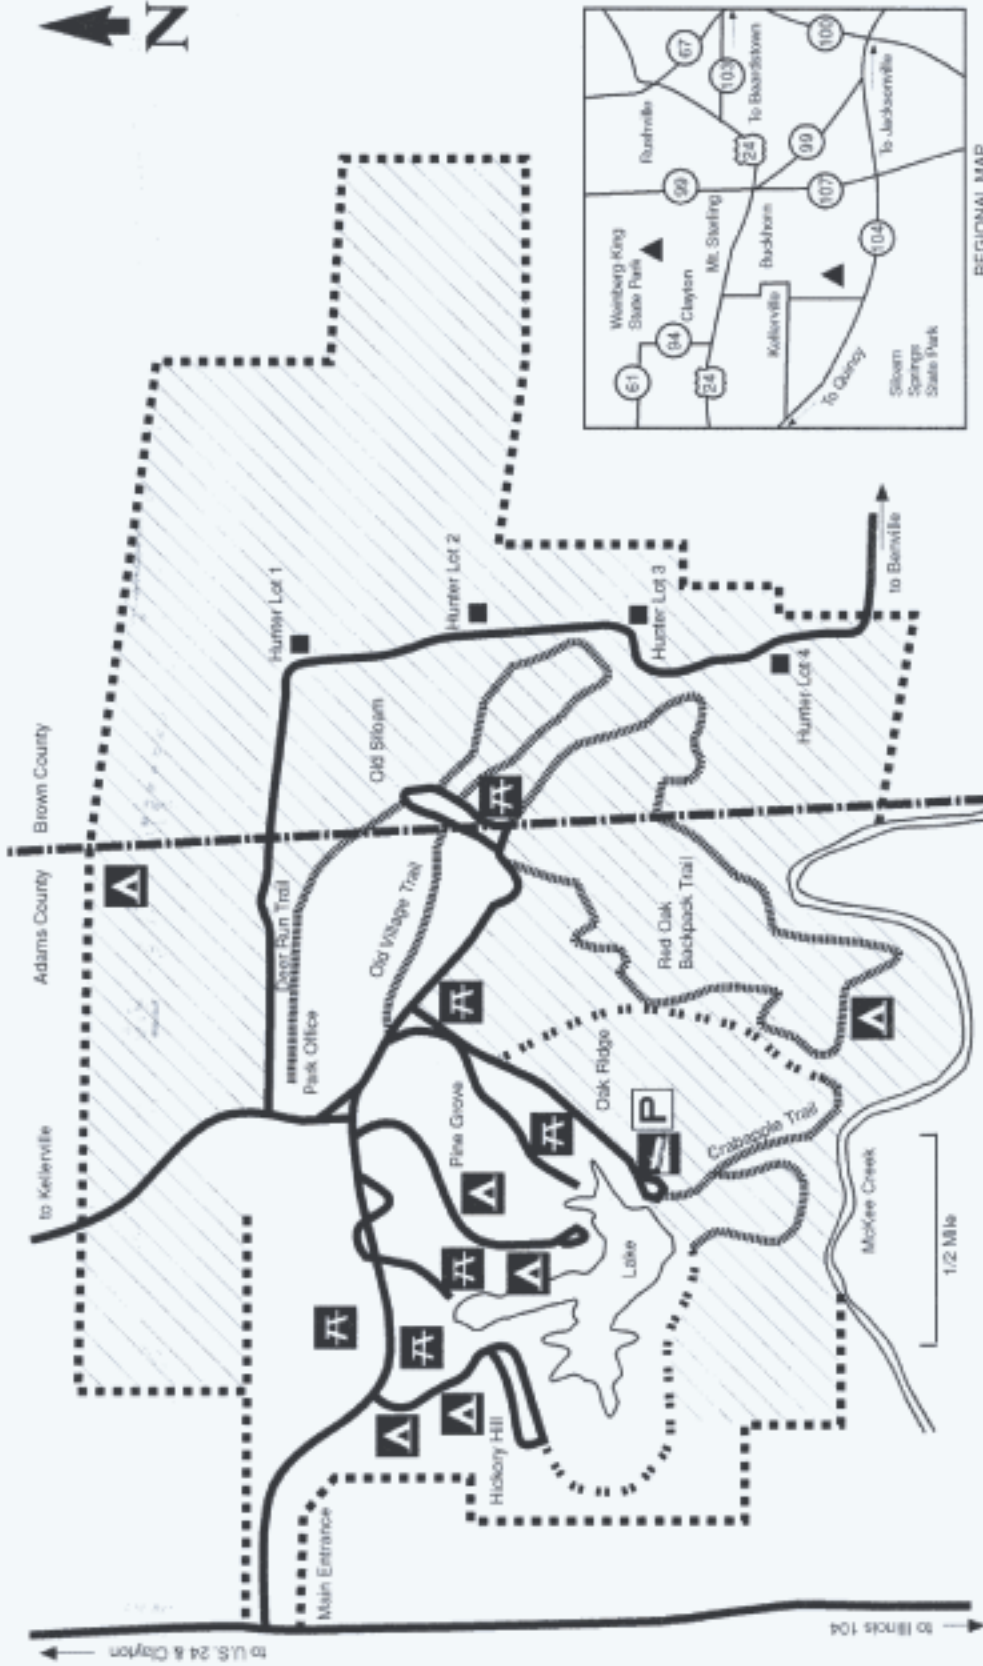 N
to U.S. 24 & Clayton
to Kellerville
Adams County
Brown County
Main Entrance
Park Office
Deer Run Trail
Hunter Lot 1
Old Siloam
Old Village Trail
Hunter Lot 2
Pine Grove
Hickory Hill
Oak Ridge
P
Lake
Red Oak
Backpack Trail
Hunter Lot 3
Crabapple Trail
Hunter Lot 4
McKee Creek
1/2 Mile
to Illinois 104
to Benville
Weinberg-King
State Park
Rushville
61
94
Clayton
99
67
24
Mt. Sterling
24
103
To Beardstown
Kellerville
Buckhorn
99
107
100
To Quincy
104
To Jacksonville
Siloam
Springs
State Park
REGIONAL MAP